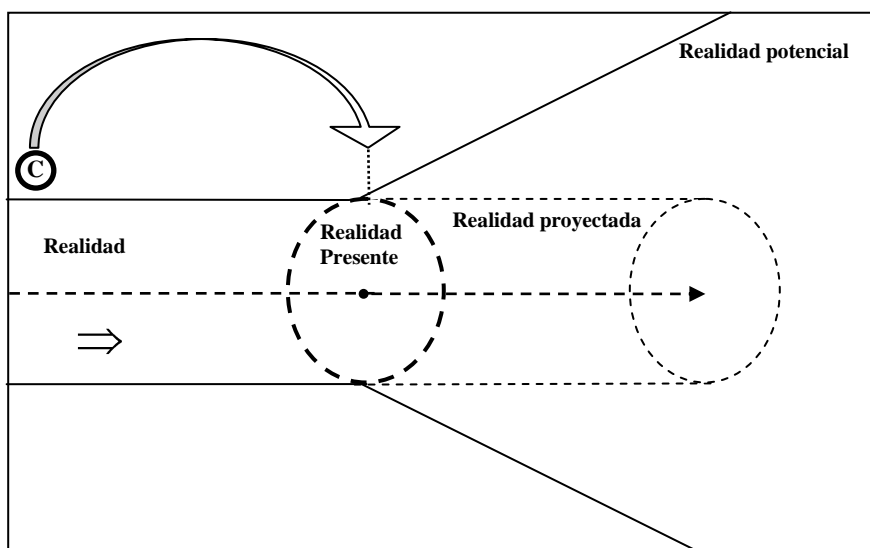 Realidad potencial
C
Realidad
Realidad
Presente
Realidad proyectada